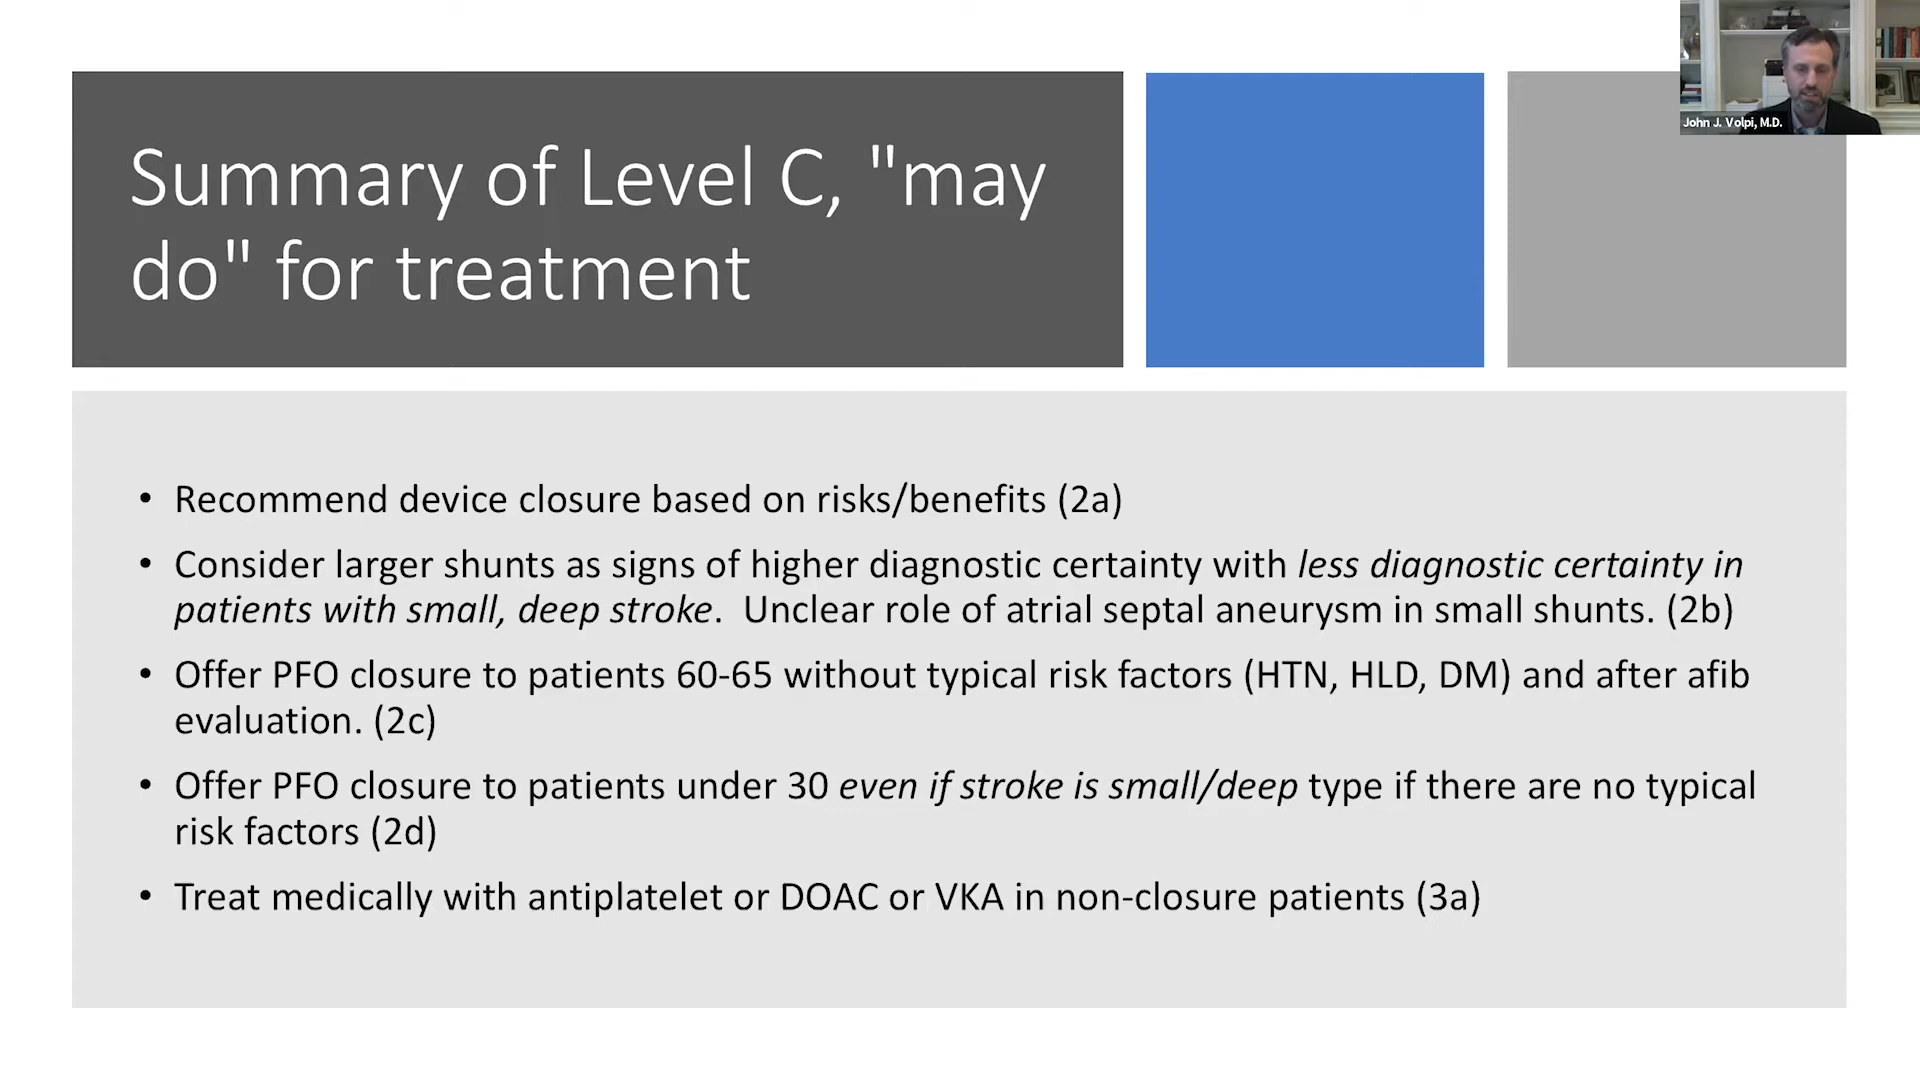 John J. Volpi, M.D.
Summary of Level C, "may
do" for treatment
• Recommend device closure based on risks/benefits (2a)
• Consider larger shunts as signs of higher diagnostic certainty with less diagnostic certainty in
patients with small, deep stroke.  Unclear role of atrial septal aneurysm in small shunts. (2b)
• Offer PFO closure to patients 60-65 without typical risk factors (HTN, HLD, DM) and after afib
evaluation. (2c)
• Offer PFO closure to patients under 30 even if stroke is small/deep type if there are no typical
risk factors (2d)
• Treat medically with antiplatelet or DOAC or VKA in non-closure patients (3a)